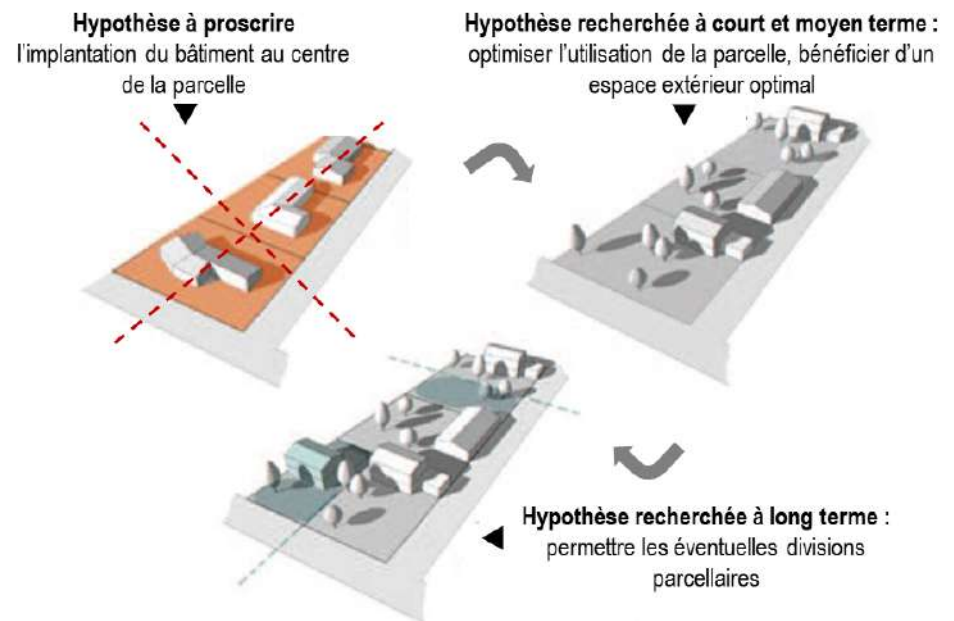 Hypothèse à proscrire
l'implantation du bâtiment au centre
de la parcelle
Hypothèse recherchée à court et moyen terme :
optimiser l'utilisation de la parcelle, bénéficier d'un
espace extérieur optimal
Hypothèse recherchée à long terme :
permettre les éventuelles divisions
parcellaires